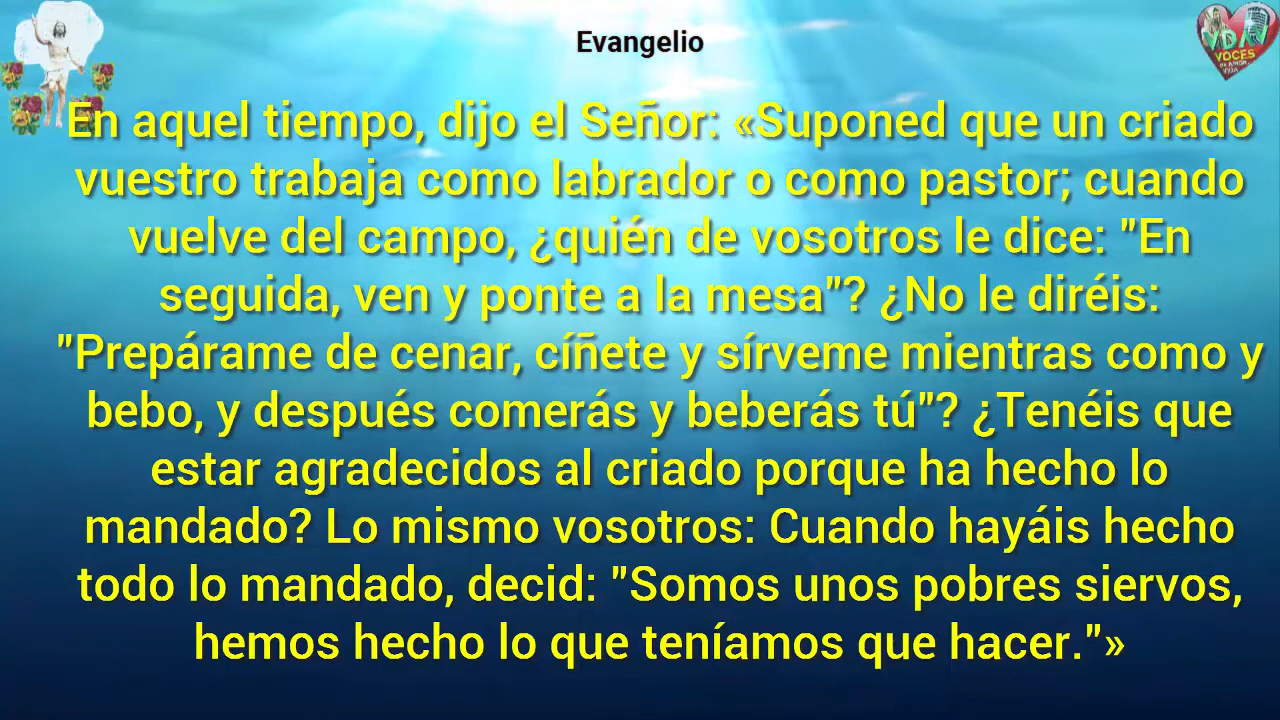 Evangelio
VDA
VOCES
En aquel tiempo, dijo el Señor: «Suponed que un criado
vuestro trabaja como labrador o como pastor; cuando
vuelve del campo, ¿quién de vosotros le dice: "En
seguida, ven y ponte a la mesa"? ¿No le diréis:
"Prepárame de cenar, cíñete y sírveme mientras como y
bebo, y después comerás y beberás tú"? ¿Tenéis que
estar agradecidos al criado porque ha hecho lo
mandado? Lo mismo vosotros: Cuando hayáis hecho
todo lo mandado, decid: "Somos unos pobres siervos,
hemos hecho lo que teníamos que hacer."»